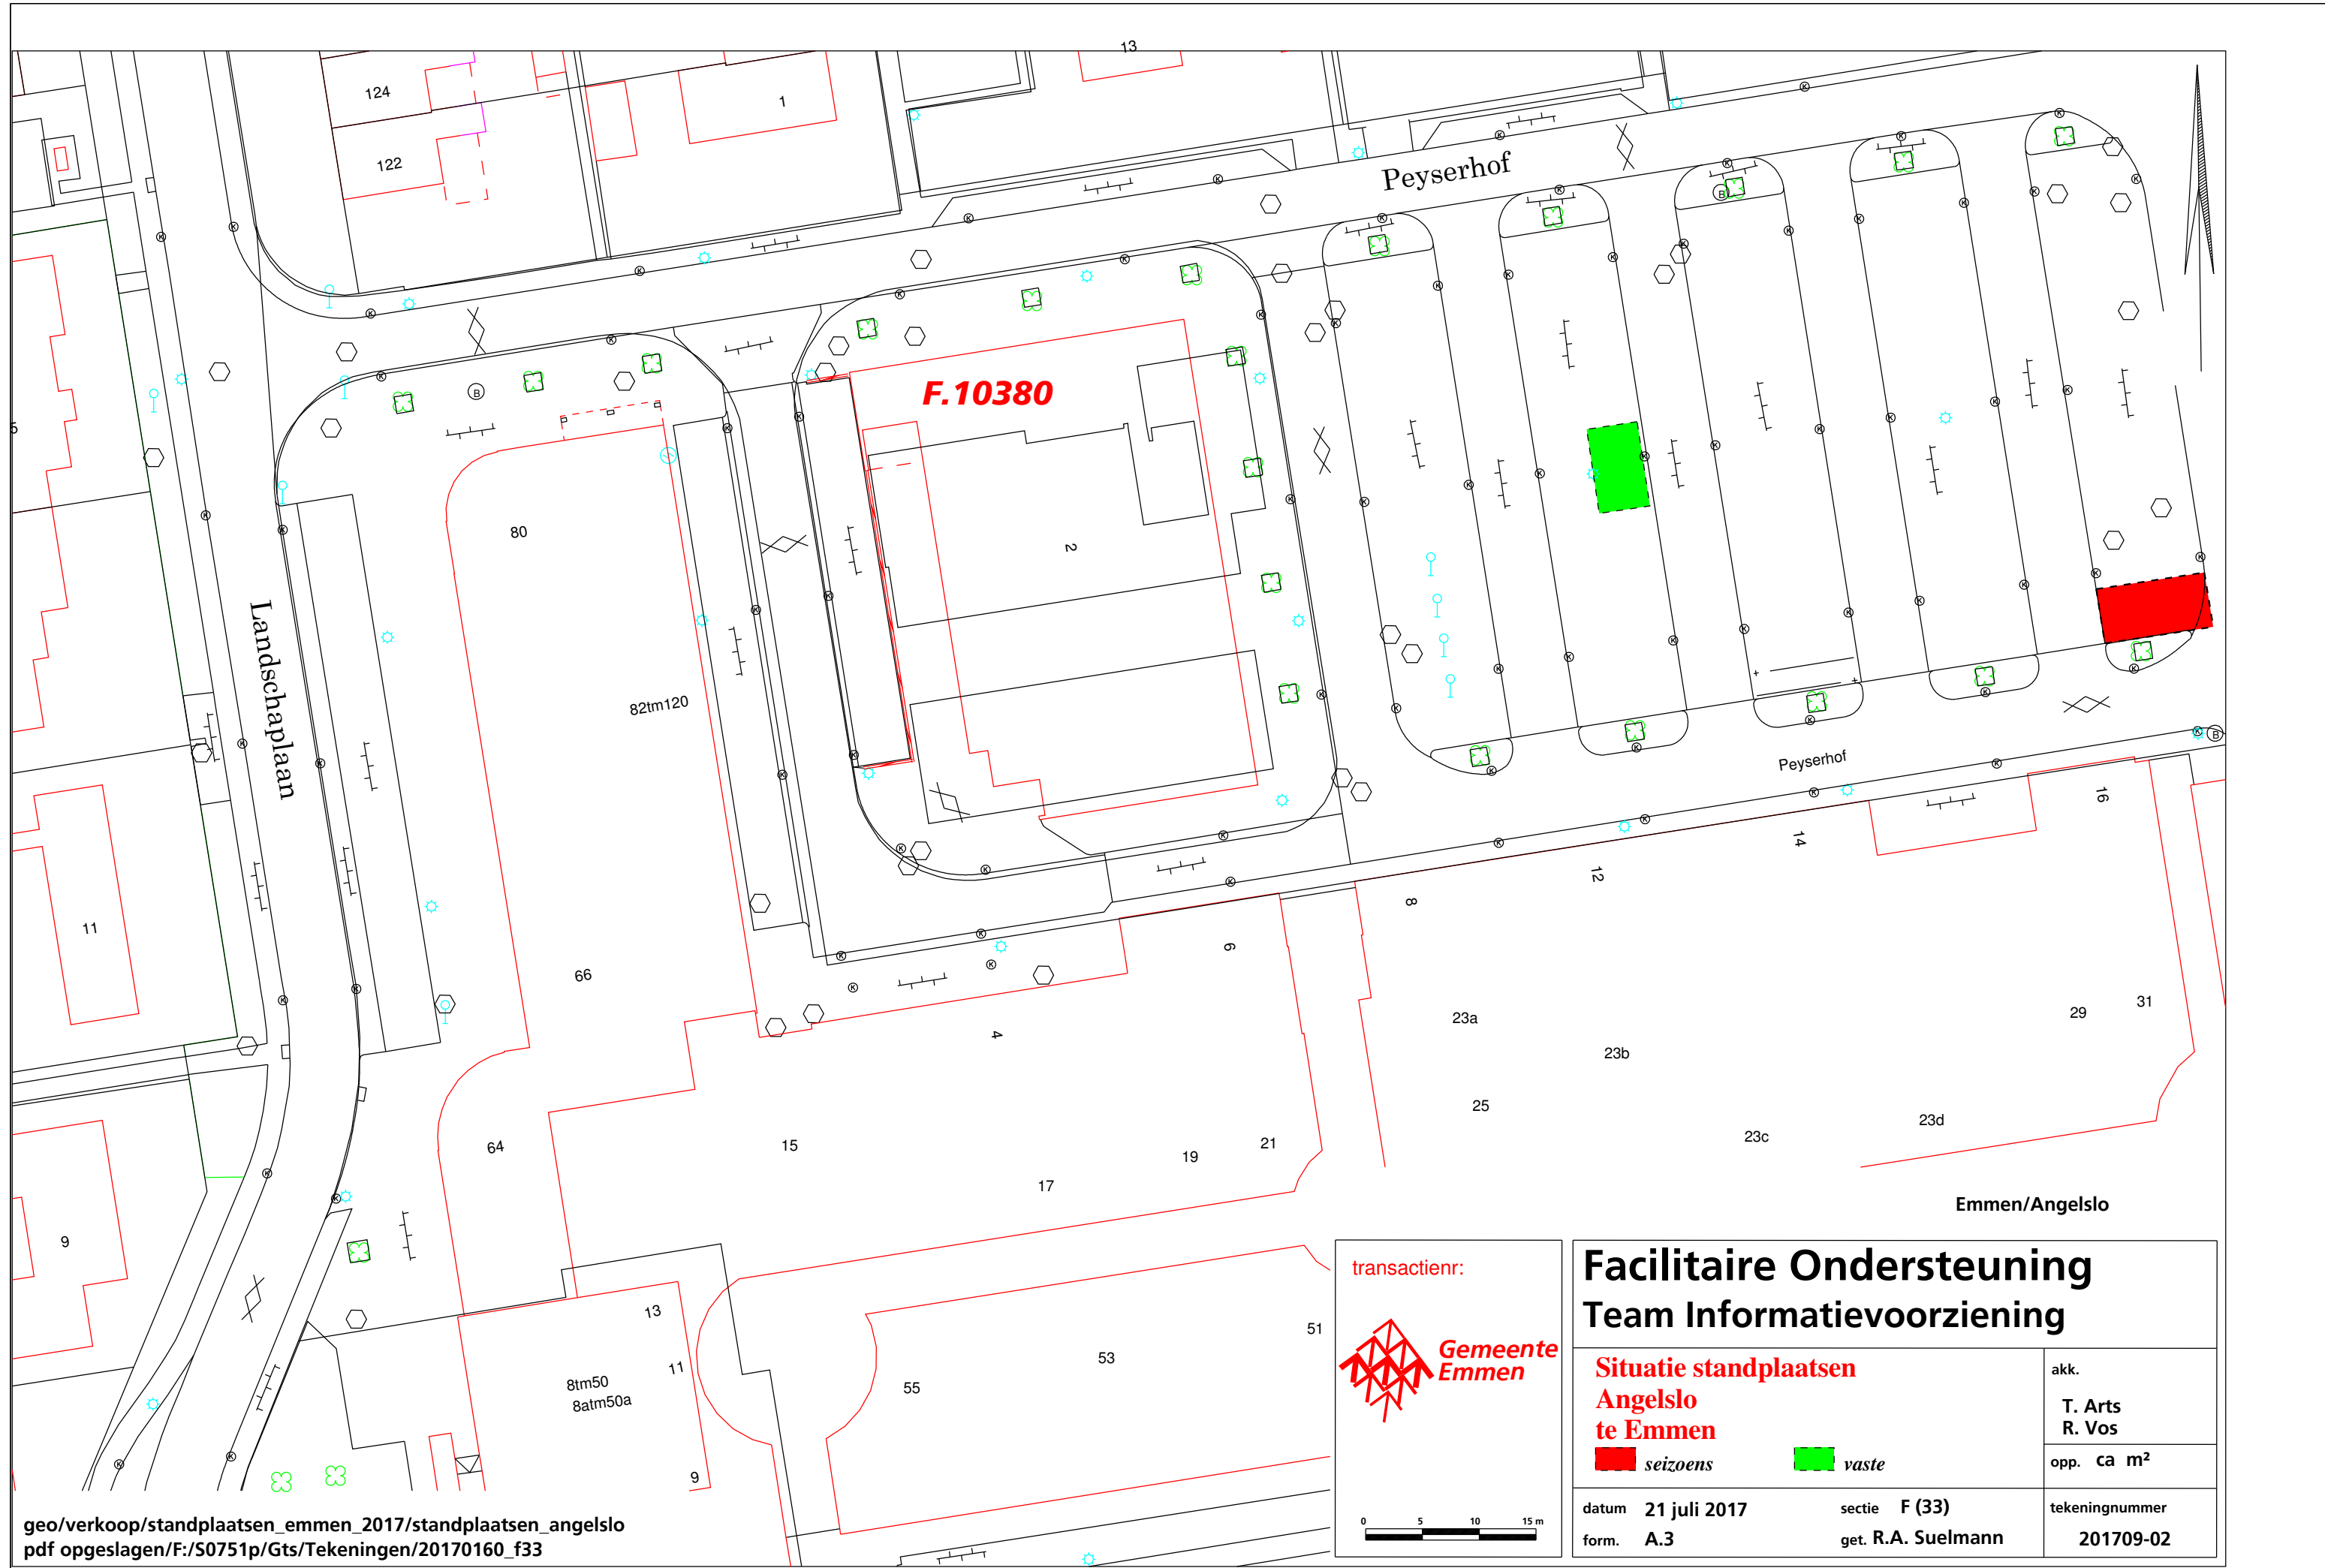 13
124
1
122
Peyserhof
5
F.10380
80
2
Landschaplaan
82tm120
Peyserhof
16
14
12
8
6
11
66
4
23a
23b
29
31
25
23c
23d
64
15
19
21
17
9
Emmen/Angelslo
13
11
8tm50
8atm50a
9
55
53
51
transactienr:
Gemeente
Emmen
0 5 10 15 m
Facilitaire Ondersteuning
Team Informatievoorziening
Situatie standplaatsen
Angelslo
te Emmen
seizoens vaste
akk.
T. Arts
R. Vos
opp. ca m²
datum 21 juli 2017 sectie F (33)
form. A.3 get. R.A. Suelmann
tekeningnummer
201709-02
geo/verkoop/standplaatsen_emmen_2017/standplaatsen_angelslo
pdf opgeslagen/F:/S0751p/Gts/Tekeningen/20170160_f33